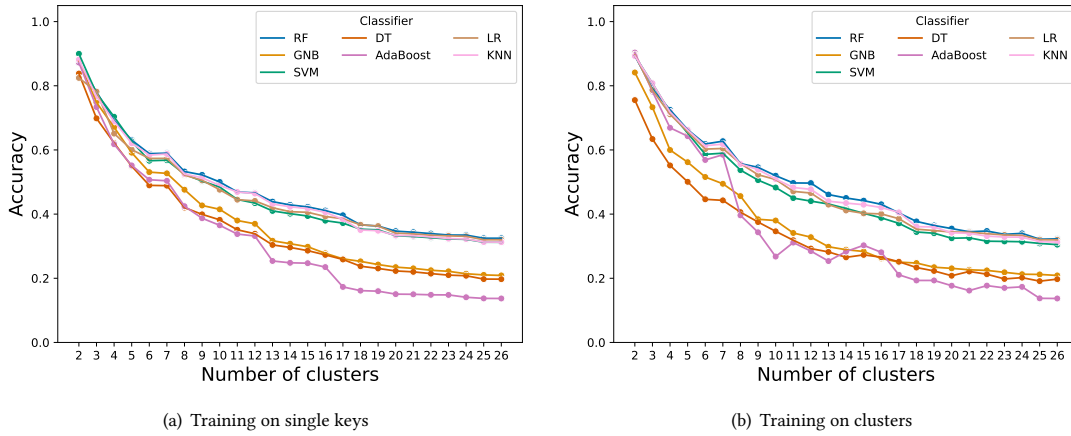 1.0
0.8
0.6
0.4
0.2
0.0
Accuracy
Classifier
RF DT LR
GNB AdaBoost KNN
SVM
2 3 4 5 6 7 8 9 10 11 12 13 14 15 16 17 18 19 20 21 22 23 24 25 26
Number of clusters
(a) Training on single keys
1.0
0.8
0.6
0.4
0.2
0.0
Accuracy
Classifier
RF DT LR
GNB AdaBoost KNN
SVM
2 3 4 5 6 7 8 9 10 11 12 13 14 15 16 17 18 19 20 21 22 23 24 25 26
Number of clusters
(b) Training on clusters